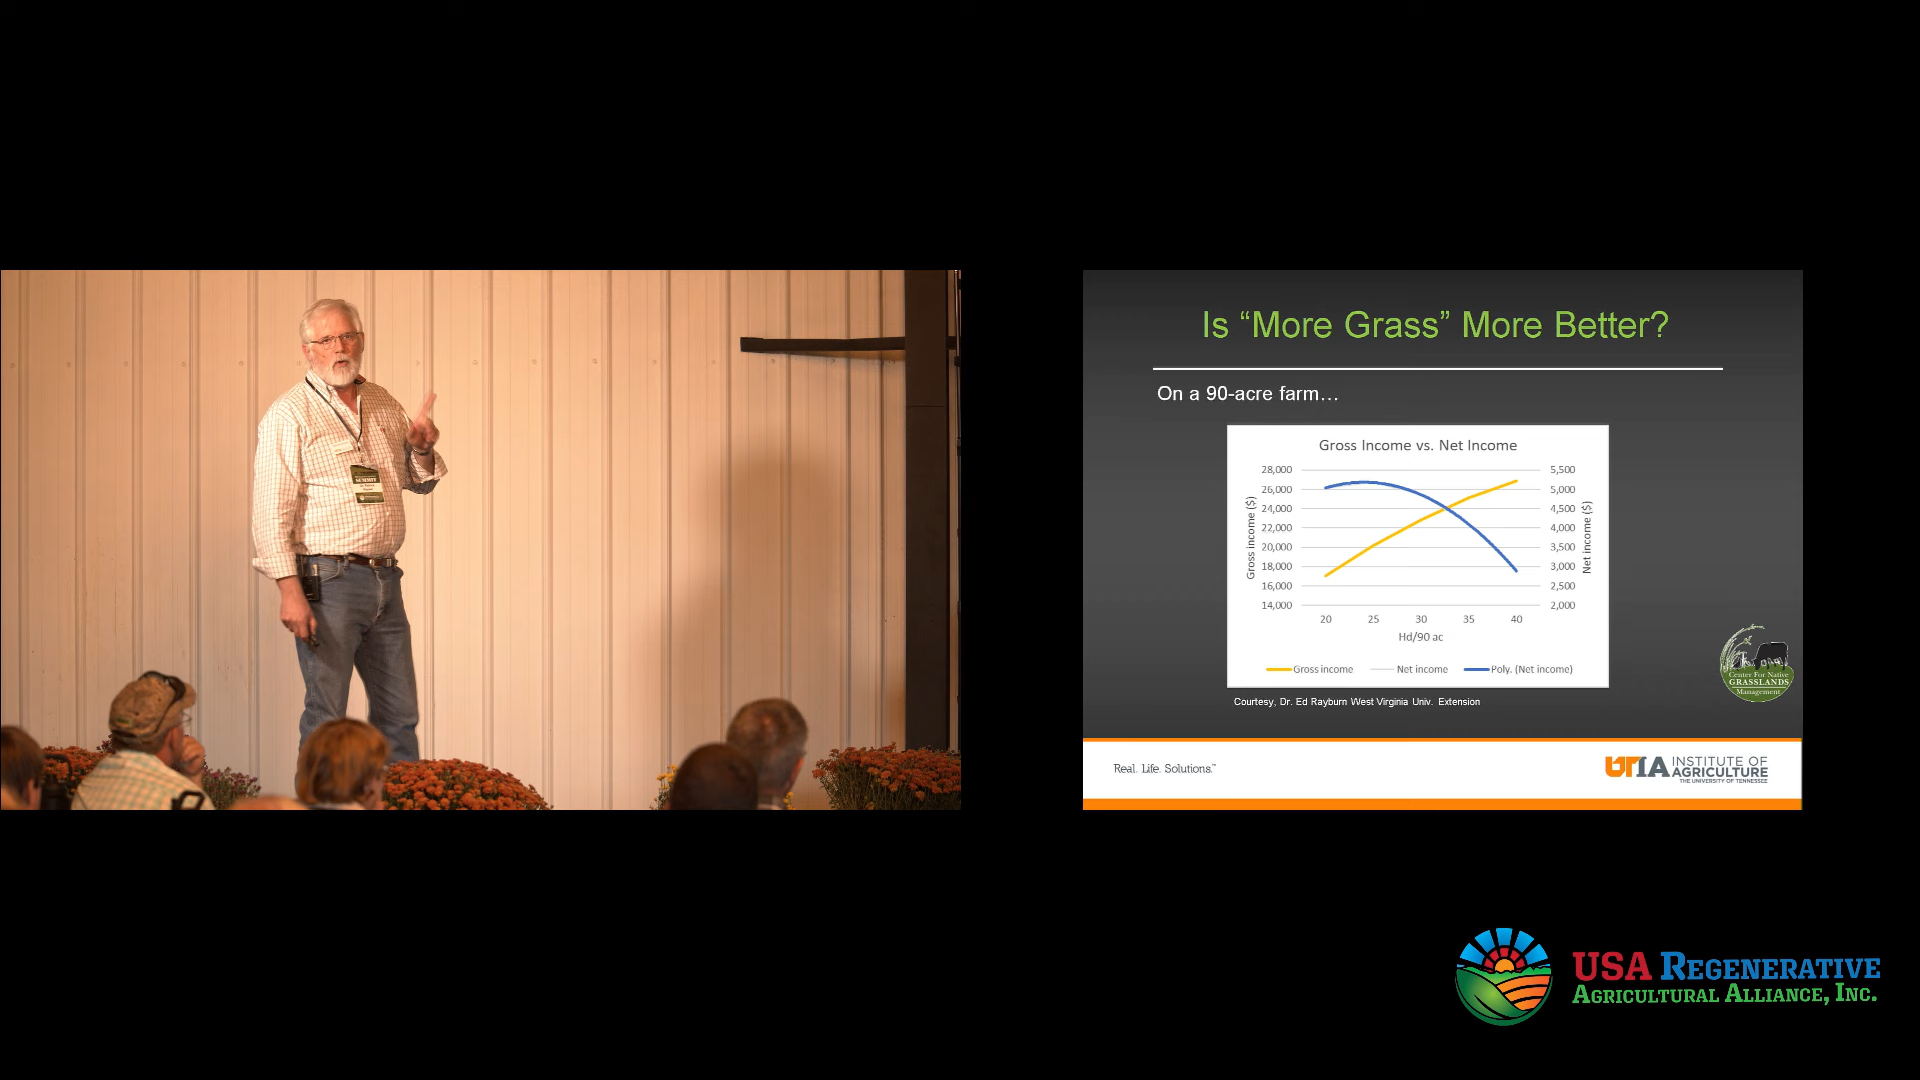 SUMMIT
Is “More Grass” More Better?
On a 90-acre farm…
Gross Income vs. Net Income
28,000
26,000
24,000
22,000
20,000
18,000
16,000
14,000
Gross income ($)
5,500
5,000
4,500
4,000
3,500
3,000
2,500
2,000
Net income ($)
20 25 30 35 40
Hd/90 ac
Gross income Net income Poly. (Net income)
Courtesy, Dr. Ed Rayburn West Virginia Univ. Extension
Center For Native
GRASSLANDS
Management
Real. Life. Solutions.™
UTIA INSTITUTE OF
AGRICULTURE
THE UNIVERSITY OF TENNESSEE
USA REGENERATIVE
AGRICULTURAL ALLIANCE, INC.